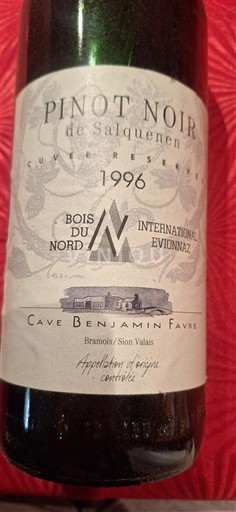 PINOT NOIR
de Salquenen
CUVÉE RESERVÉE
1996
BOIS
DU
NORD
INTERNATIONAL
EVIONNAZ
CAVE BENJAMIN FAVRE
Bramois / Sion Valais
Appellation d'origine
contrôlée